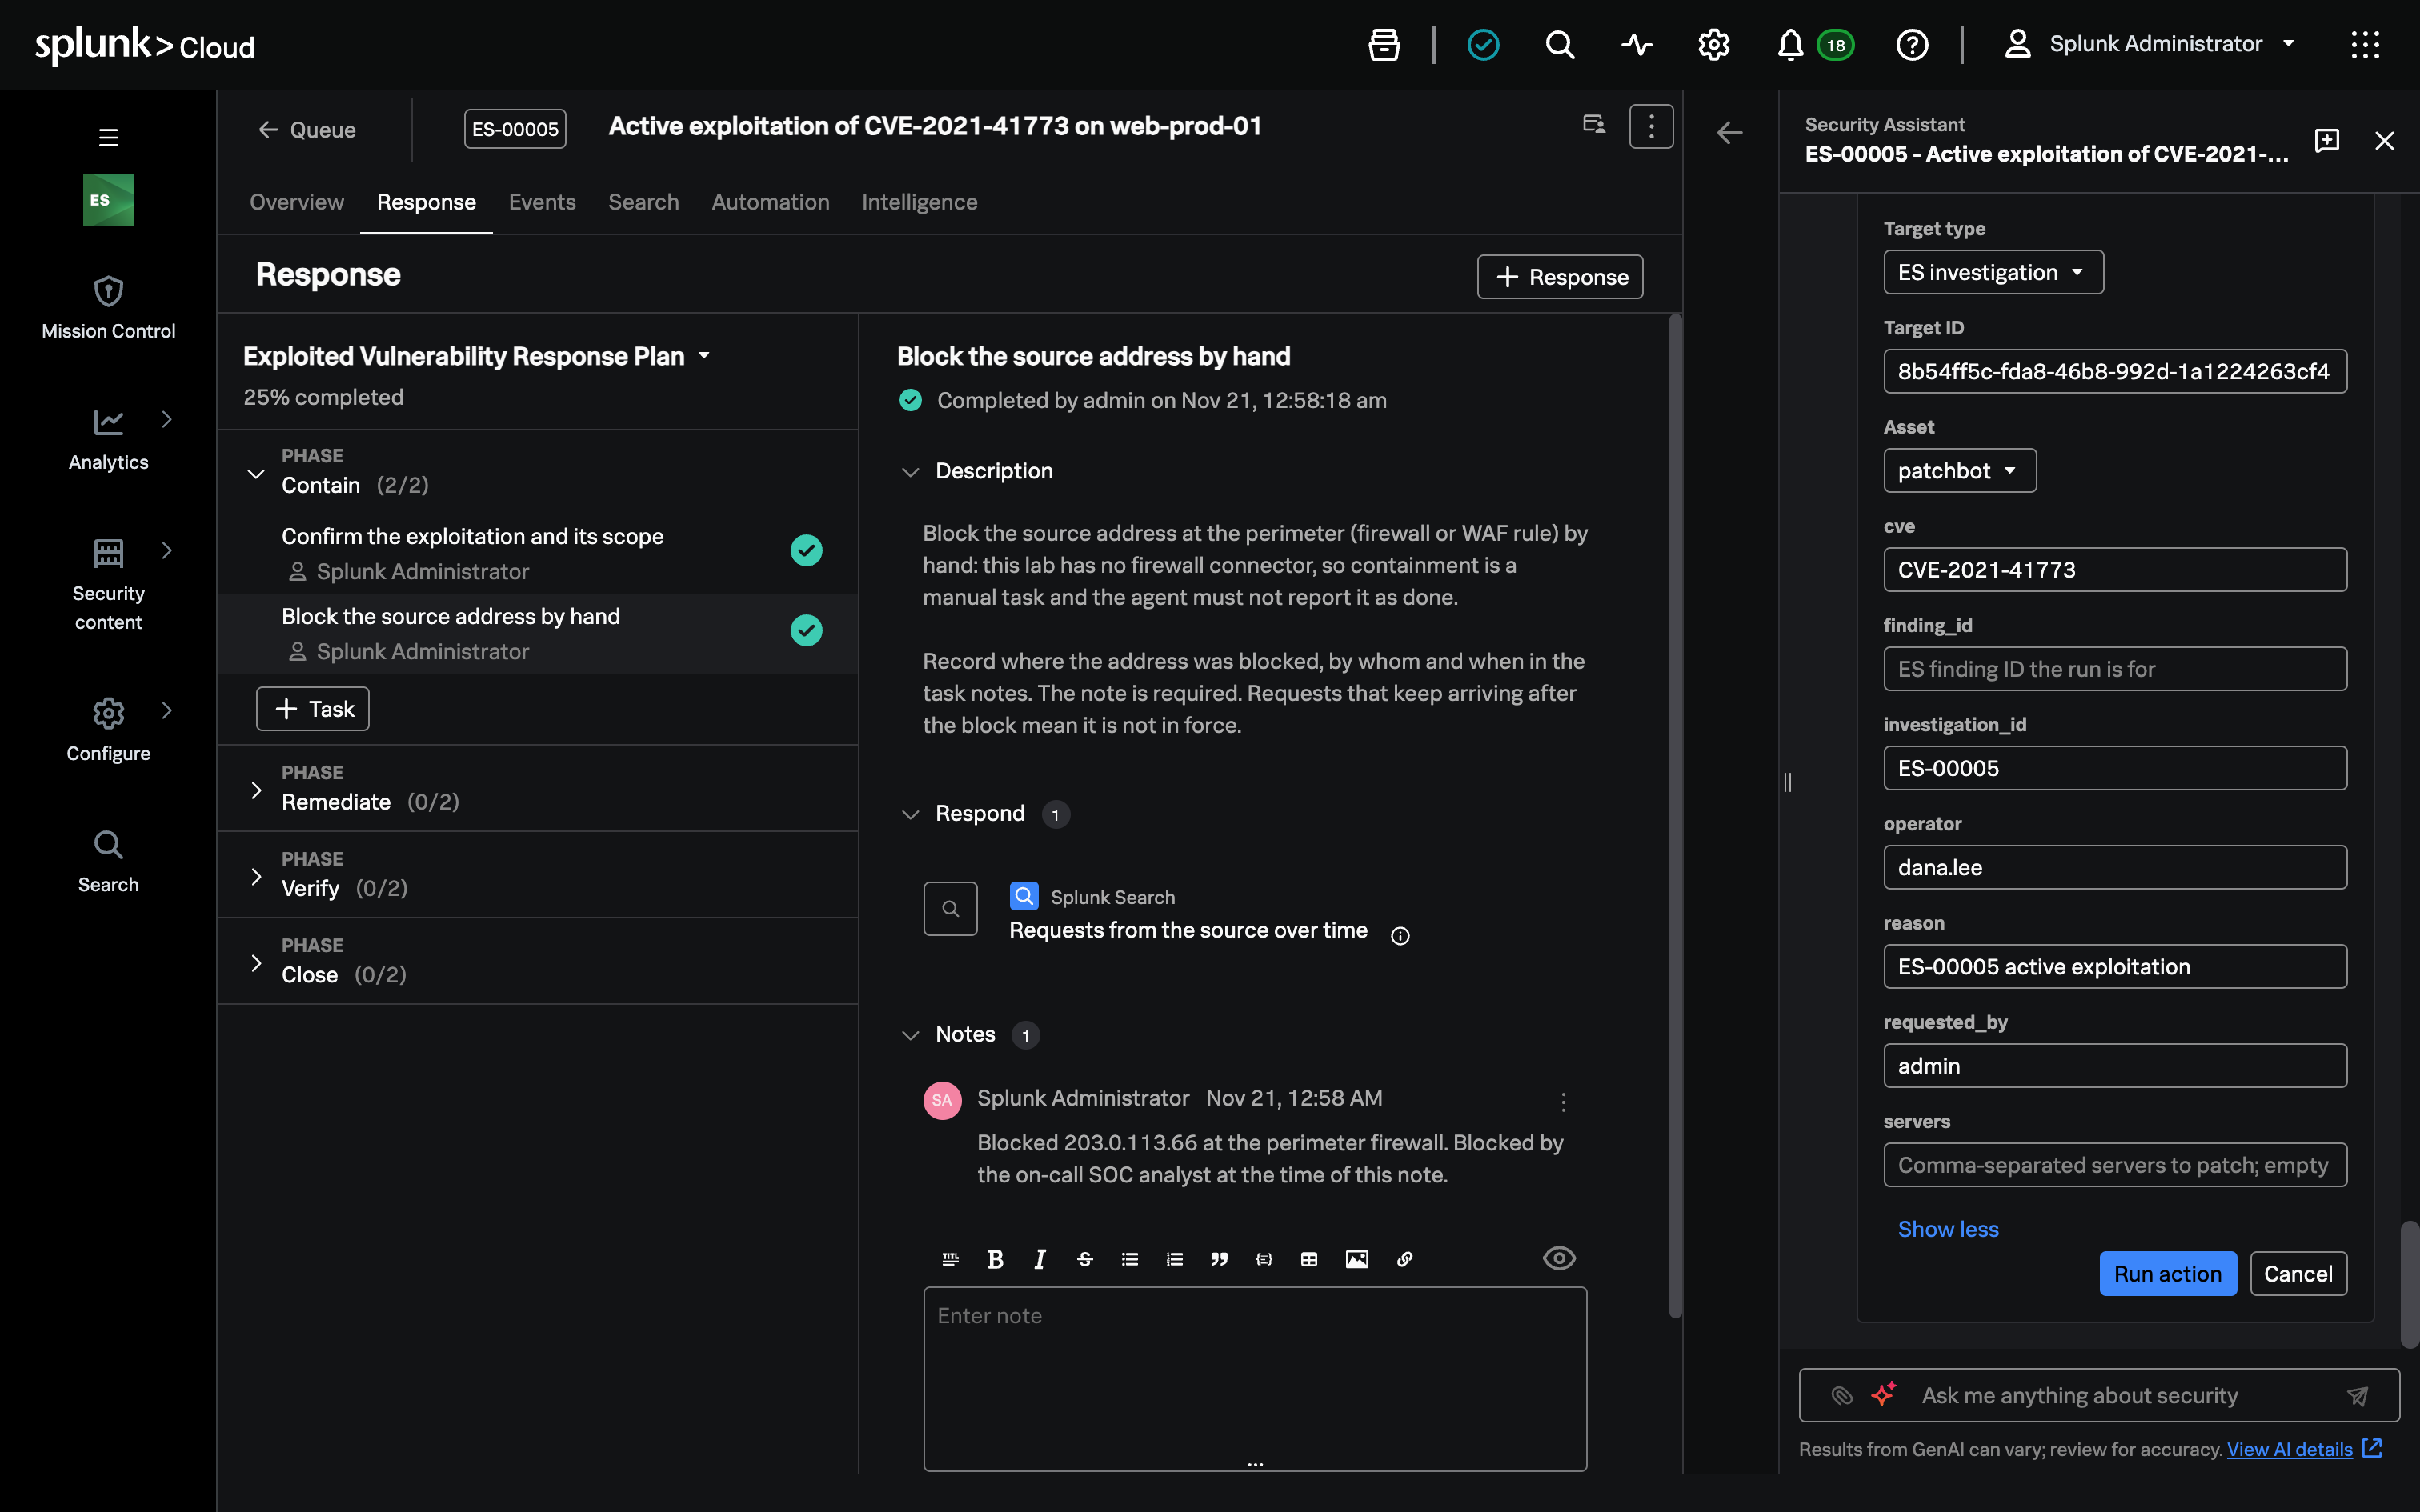 splunk> Cloud
18
Splunk Administrator
ES
Mission Control
Analytics
Security
content
Configure
Search
Queue
ES-00005
Active exploitation of CVE-2021-41773 on web-prod-01
Overview
Response
Events
Search
Automation
Intelligence
Response
Response
Exploited Vulnerability Response Plan
25% completed
PHASE
Contain (2/2)
Confirm the exploitation and its scope
Splunk Administrator
Block the source address by hand
Splunk Administrator
Task
PHASE
Remediate (0/2)
PHASE
Verify (0/2)
PHASE
Close (0/2)
Block the source address by hand
Completed by admin on Nov 21, 12:58:18 am
Description
Block the source address at the perimeter (firewall or WAF rule) by
hand: this lab has no firewall connector, so containment is a
manual task and the agent must not report it as done.
Record where the address was blocked, by whom and when in the
task notes. The note is required. Requests that keep arriving after
the block mean it is not in force.
Respond 1
Splunk Search
Requests from the source over time
Notes 1
SA
Splunk Administrator Nov 21, 12:58 AM
Blocked 203.0.113.66 at the perimeter firewall. Blocked by
the on-call SOC analyst at the time of this note.
Enter note
Security Assistant
ES-00005 - Active exploitation of CVE-2021-...
Target type
ES investigation
Target ID
8b54ff5c-fda8-46b8-992d-1a1224263cf4
Asset
patchbot
cve
CVE-2021-41773
finding_id
ES finding ID the run is for
investigation_id
ES-00005
operator
dana.lee
reason
ES-00005 active exploitation
requested_by
admin
servers
Comma-separated servers to patch; empty
Show less
Run action
Cancel
Ask me anything about security
Results from GenAI can vary; review for accuracy. View AI details